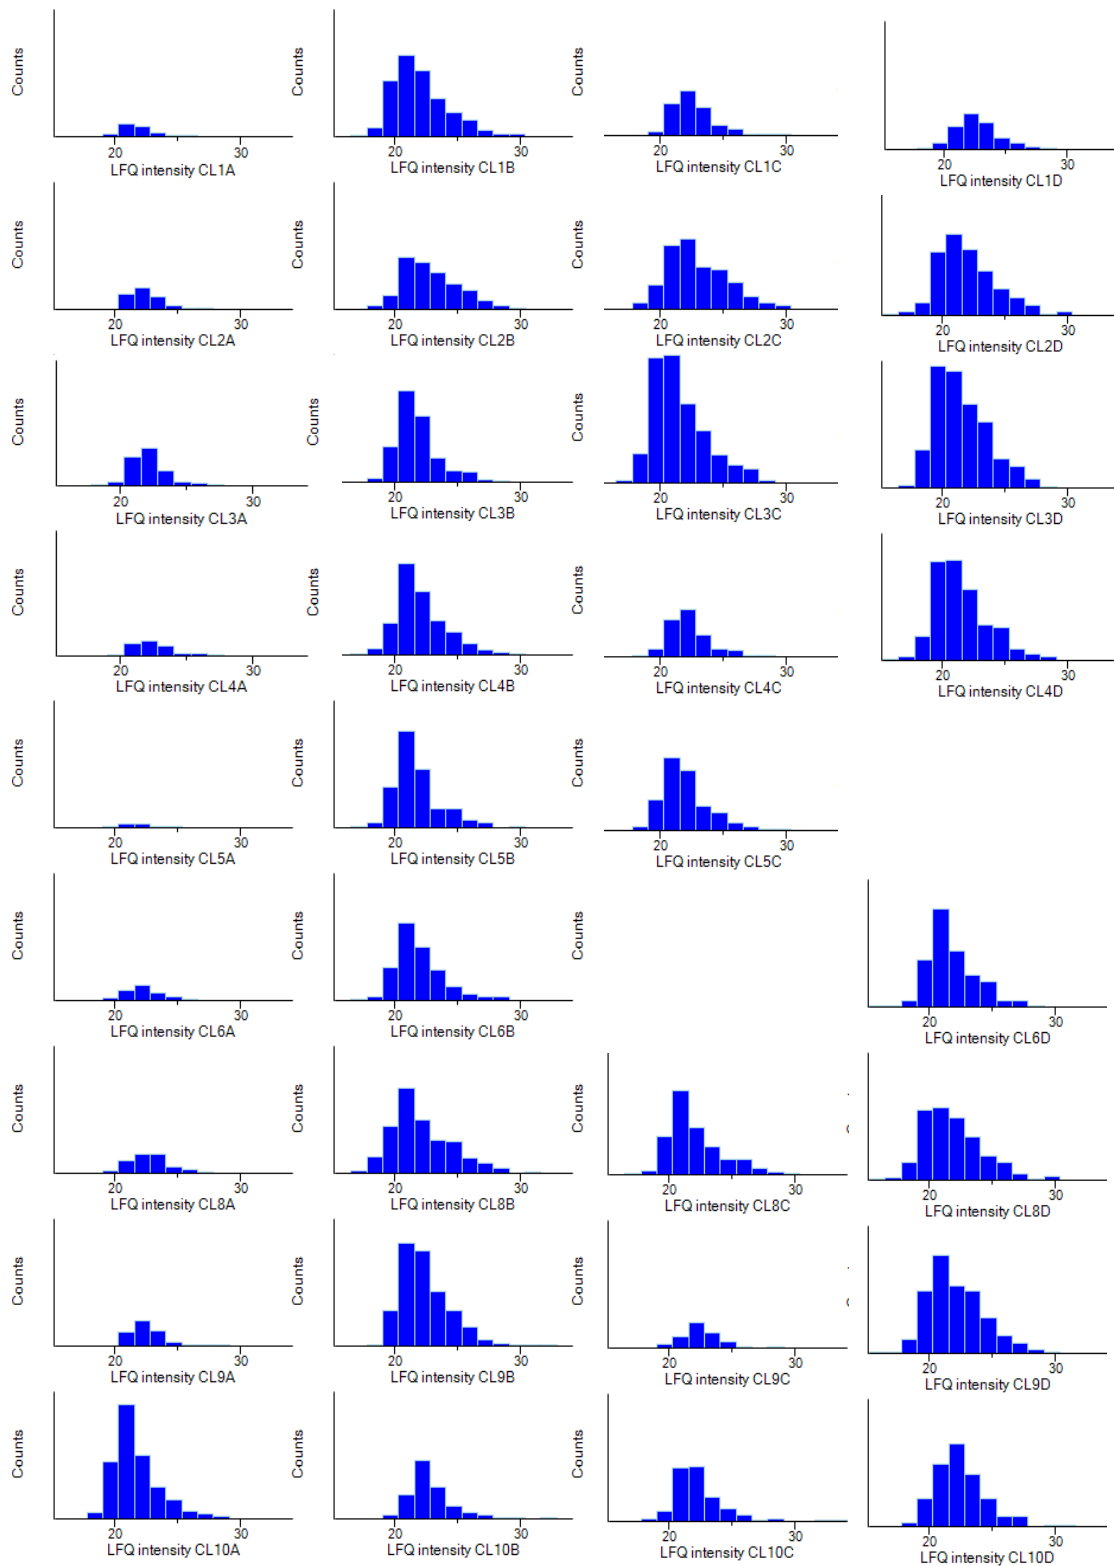 Counts Counts Counts
20 30 20 30 20 30 20 30
LFQ intensity CL1A LFQ intensity CL1B LFQ intensity CL1C LFQ intensity CL1D
Counts Counts Counts
20 30 20 30 20 30 20 30
LFQ intensity CL2A LFQ intensity CL2B LFQ intensity CL2C LFQ intensity CL2D
Counts Counts Counts
20 30 20 30 20 30 20 30
LFQ intensity CL3A LFQ intensity CL3B LFQ intensity CL3C LFQ intensity CL3D
Counts Counts Counts
20 30 20 30 20 30 20 30
LFQ intensity CL4A LFQ intensity CL4B LFQ intensity CL4C LFQ intensity CL4D
Counts Counts Counts
20 30 20 30 20 30
LFQ intensity CL5A LFQ intensity CL5B LFQ intensity CL5C
Counts Counts
20 30 20 30 20 30
LFQ intensity CL6A LFQ intensity CL6B LFQ intensity CL6D
Counts Counts Counts
20 30 20 30 20 30 20 30
LFQ intensity CL8A LFQ intensity CL8B LFQ intensity CL8C LFQ intensity CL8D
Counts Counts Counts
20 30 20 30 20 30 20 30
LFQ intensity CL9A LFQ intensity CL9B LFQ intensity CL9C LFQ intensity CL9D
Counts Counts Counts
20 30 20 30 20 30 20 30
LFQ intensity CL10A LFQ intensity CL10B LFQ intensity CL10C LFQ intensity CL10D